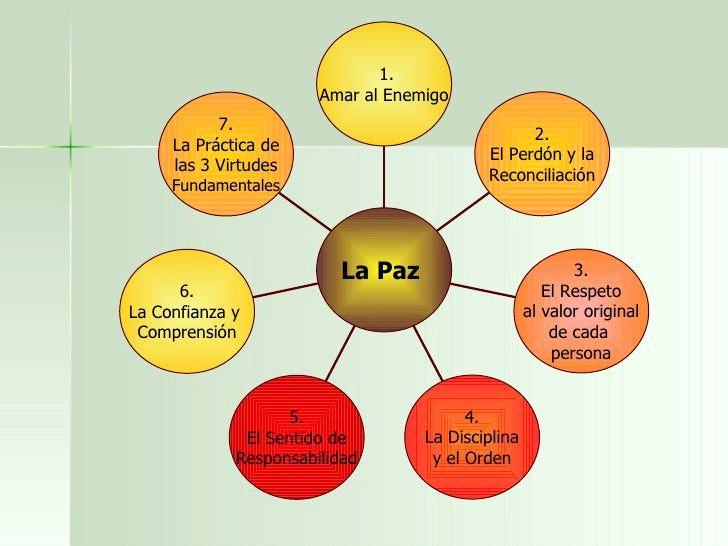 1.
Amar al Enemigo
2.
El Perdón y la
Reconciliación
3.
El Respeto
al valor original
de cada
persona
4.
La Disciplina
y el Orden
5.
El Sentido de
Responsabilidad
6.
La Confianza y
Comprensión
7.
La Práctica de
las 3 Virtudes
Fundamentales
La Paz